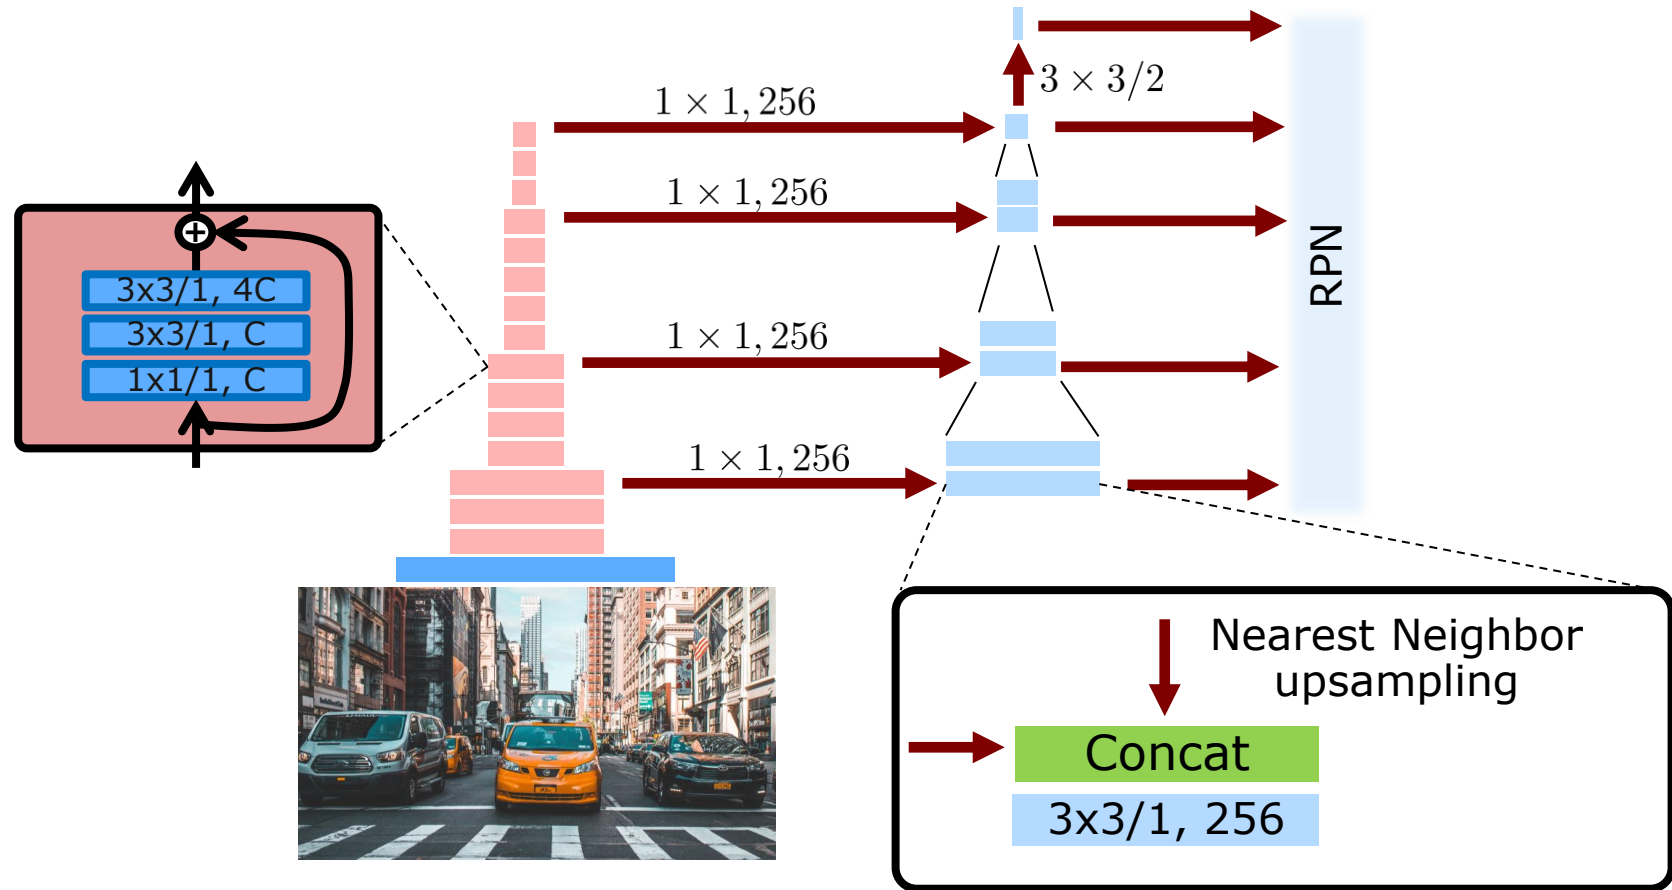 3 × 3/2
1 × 1, 256
1 × 1, 256
3x3/1, 4C
3x3/1, C
1x1/1, C
RPN
1 × 1, 256
1 × 1, 256
Nearest Neighbor
upsampling
Concat
3x3/1, 256